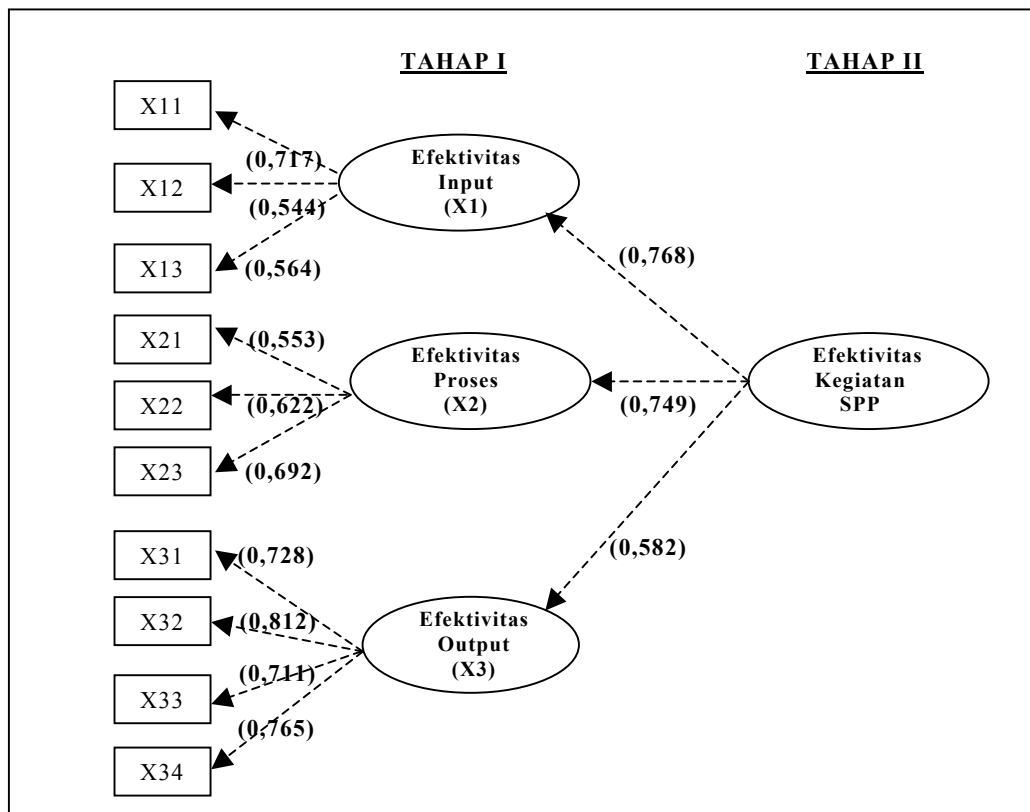 TAHAP I
TAHAP II
X11
(0,717)
X12
(0,544)
X13
(0,564)
Efektivitas
Input
(X1)
(0,768)
X21
(0,553)
X22
(0,622)
X23
(0,692)
Efektivitas
Proses
(X2)
(0,749)
Efektivitas
Kegiatan
SPP
X31
(0,728)
X32
(0,812)
X33
(0,711)
X34
(0,765)
Efektivitas
Output
(X3)
(0,582)